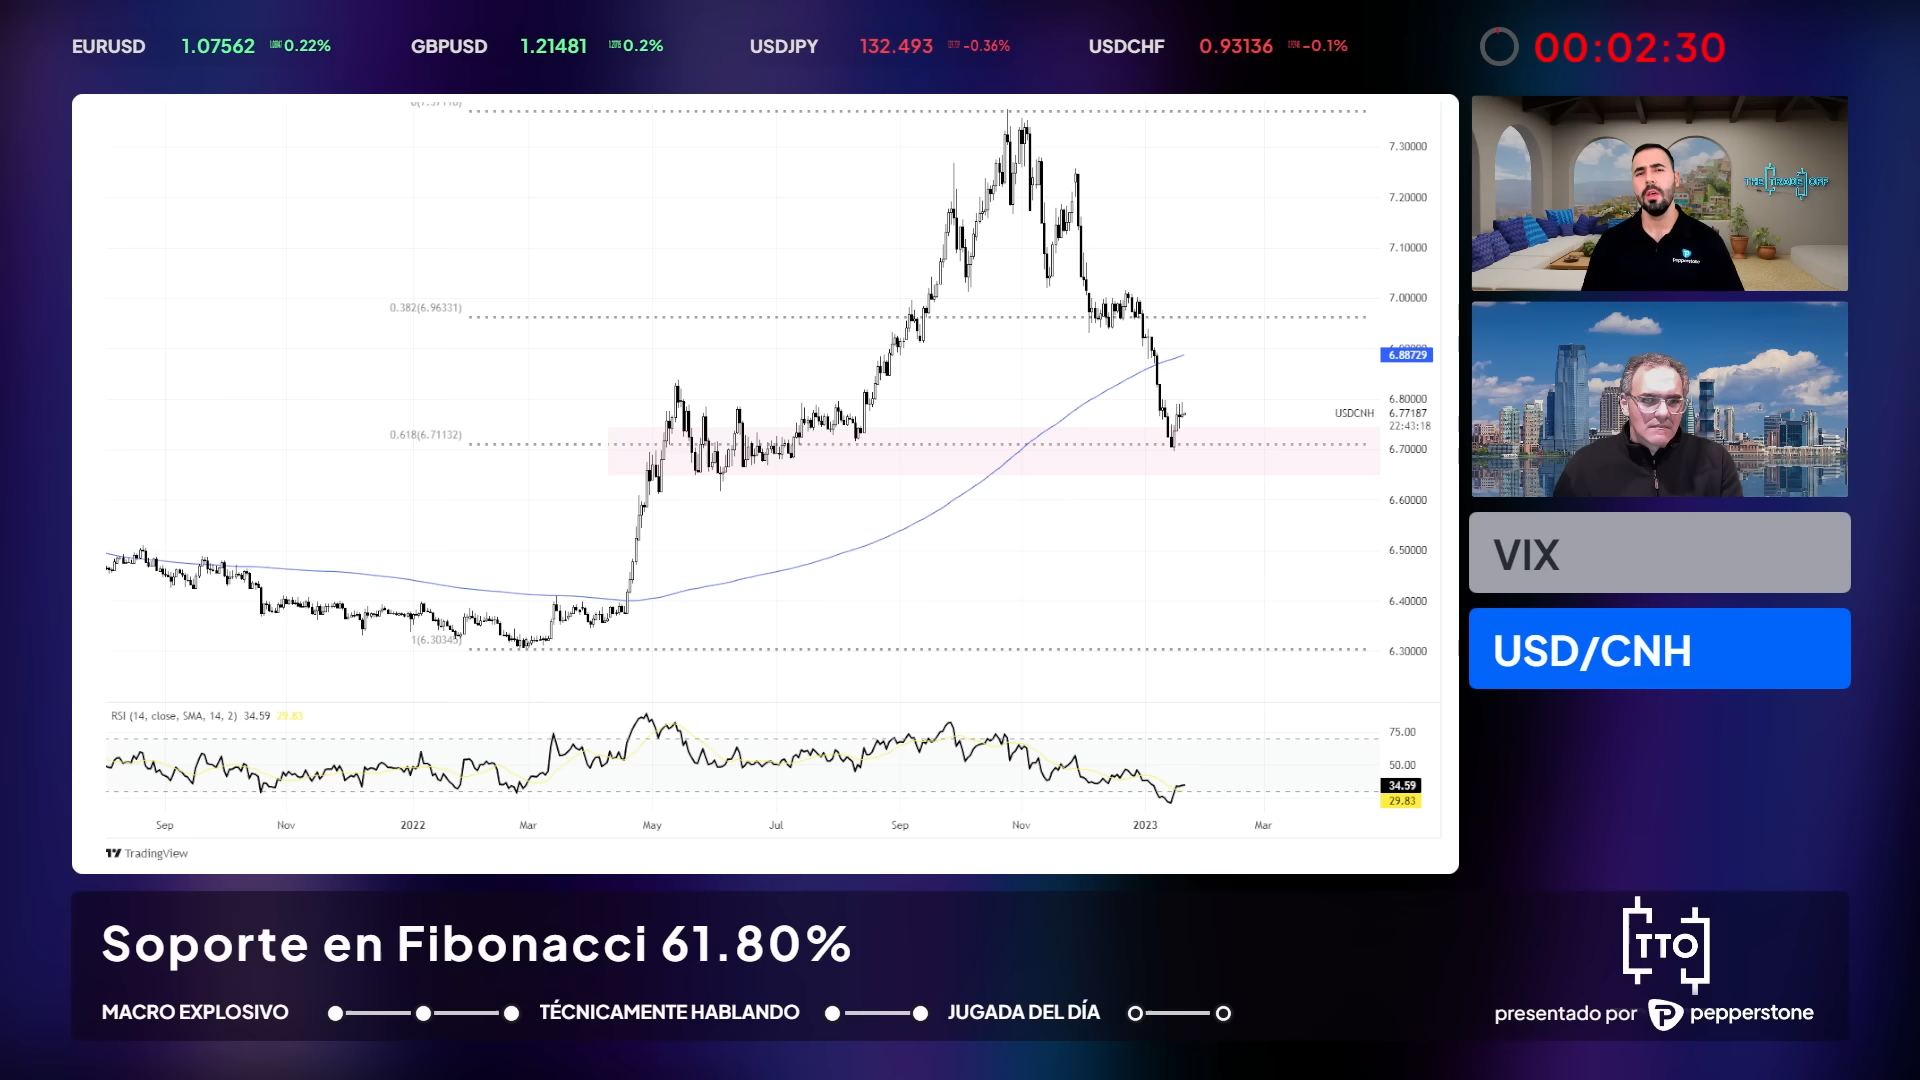 EURUSD 1.07562 0.22% GBPUSD 1.21481 0.2% USDJPY 132.493 -0.36% USDCHF 0.93136 -0.1% 00:02:30
7.30000
7.20000
7.10000
0.382(6.96331) 7.00000
6.88729
6.80000
USDCNH 6.77187
22:43:18
0.618(6.71132) 6.70000
6.60000
6.50000
6.40000
1(6.30345) 6.30000
RSI (14, close, SMA, 14, 2) 34.59 29.83
75.00
50.00
34.59
29.83
Sep Nov 2022 Mar May Jul Sep Nov 2023 Mar
TradingView
THE TRADE OFF
pepperstone
VIX
USD/CNH
Soporte en Fibonacci 61.80%
MACRO EXPLOSIVO TÉCNICAMENTE HABLANDO JUGADA DEL DÍA
TTO
presentado por pepperstone